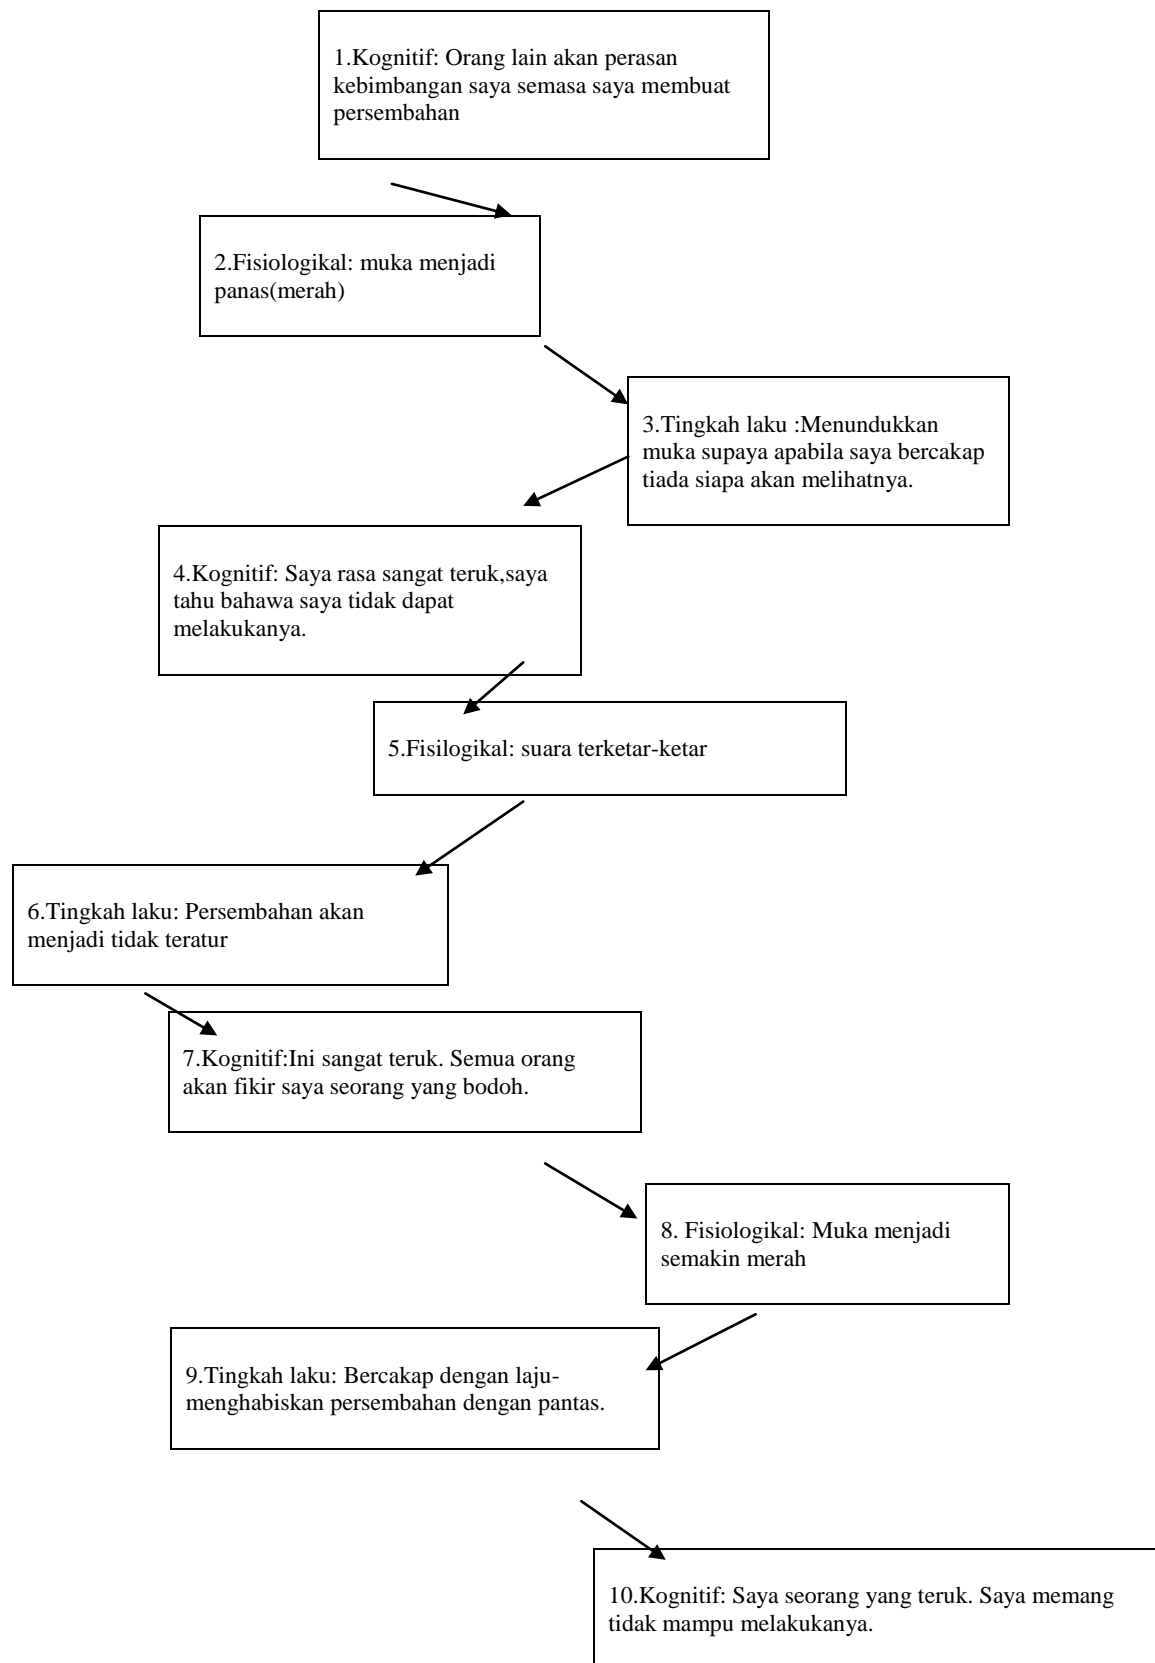 1.Kognitif: Orang lain akan perasan
kebimbangan saya semasa saya membuat
persembahan
2.Fisiologikal: muka menjadi
panas(merah)
3.Tingkah laku :Menundukkan
muka supaya apabila saya bercakap
tiada siapa akan melihatnya.
4.Kognitif: Saya rasa sangat teruk,saya
tahu bahawa saya tidak dapat
melakukanya.
5.Fisilogikal: suara terketar-ketar
6.Tingkah laku: Persembahan akan
menjadi tidak teratur
7.Kognitif:Ini sangat teruk. Semua orang
akan fikir saya seorang yang bodoh.
8. Fisiologikal: Muka menjadi
semakin merah
9.Tingkah laku: Bercakap dengan laju-
menghabiskan persembahan dengan pantas.
10.Kognitif: Saya seorang yang teruk. Saya memang
tidak mampu melakukanya.